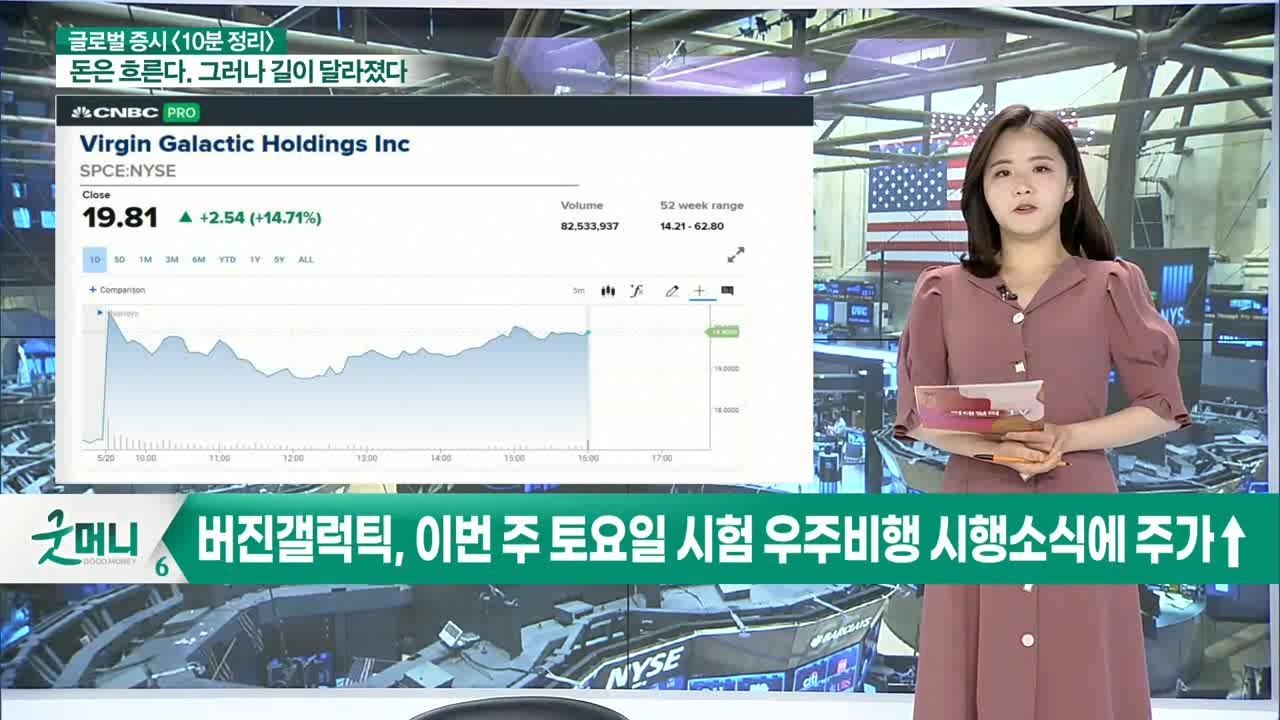 글로벌 증시 <10분 정리>
돈은 흐른다. 그러나 길이 달라졌다
CNBC PRO
Virgin Galactic Holdings Inc
SPCE:NYSE
Close
19.81 ▲ +2.54 (+14.71%)
Volume
82,533,937
52 week range
14.21 - 62.80
1D 5D 1M 3M 6M YTD 1Y 5Y ALL
+ Comparison
5m
Overlays
19.0000
18.0000
5/20 10:00 11:00 12:00 13:00 14:00 15:00 16:00 17:00
굿머니
GOOD MONEY
6
버진갤럭틱, 이번 주 토요일 시험 우주비행 시행소식에 주가↑
NYS
BARCLAYS
NYSE